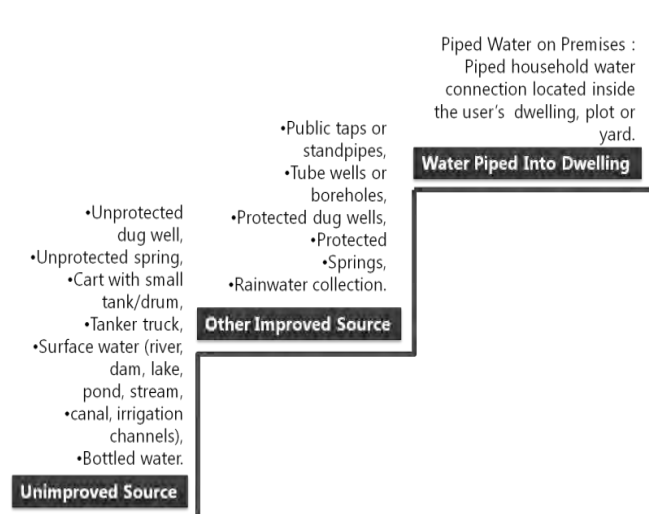 Piped Water on Premises :
Piped household water
connection located inside
the user's dwelling, plot or
yard.
Water Piped Into Dwelling
•Public taps or
standpipes,
•Tube wells or
boreholes,
•Protected dug wells,
•Protected
•Springs,
•Rainwater collection.
Other Improved Source
•Unprotected
dug well,
•Unprotected spring,
•Cart with small
tank/drum,
•Tanker truck,
•Surface water (river,
dam, lake,
pond, stream,
•canal, irrigation
channels),
•Bottled water.
Unimproved Source